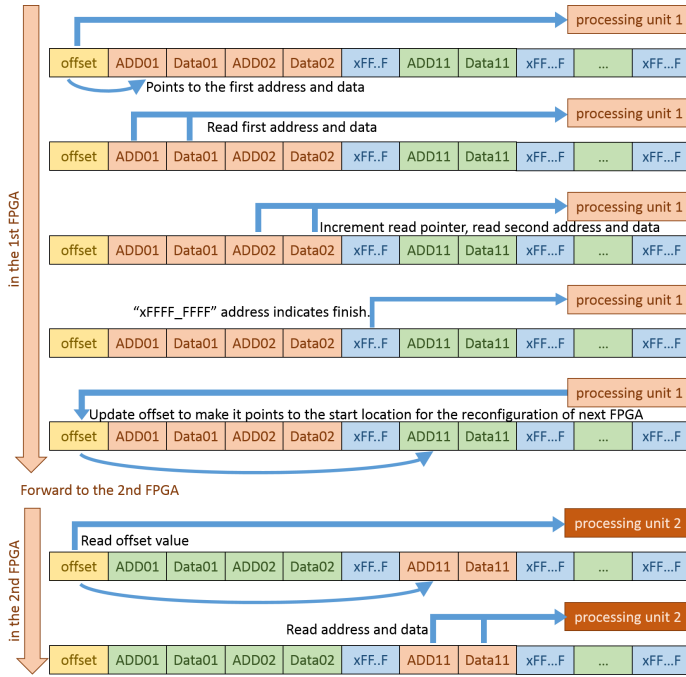 processing unit 1
offset ADD01 Data01 ADD02 Data02 xFF..F ADD11 Data11 xFF...F ... xFF...F
Points to the first address and data
processing unit 1
Read first address and data
offset ADD01 Data01 ADD02 Data02 xFF..F ADD11 Data11 xFF...F ... xFF...F
processing unit 1
Increment read pointer, read second address and data
offset ADD01 Data01 ADD02 Data02 xFF..F ADD11 Data11 xFF...F ... xFF...F
in the 1st FPGA
processing unit 1
“xFFFF_FFFF” address indicates finish.
offset ADD01 Data01 ADD02 Data02 xFF..F ADD11 Data11 xFF...F ... xFF...F
processing unit 1
Update offset to make it points to the start location for the reconfiguration of next FPGA
offset ADD01 Data01 ADD02 Data02 xFF..F ADD11 Data11 xFF...F ... xFF...F
Forward to the 2nd FPGA
processing unit 2
Read offset value
offset ADD01 Data01 ADD02 Data02 xFF..F ADD11 Data11 xFF...F ... xFF...F
in the 2nd FPGA
processing unit 2
Read address and data
offset ADD01 Data01 ADD02 Data02 xFF..F ADD11 Data11 xFF...F ... xFF...F